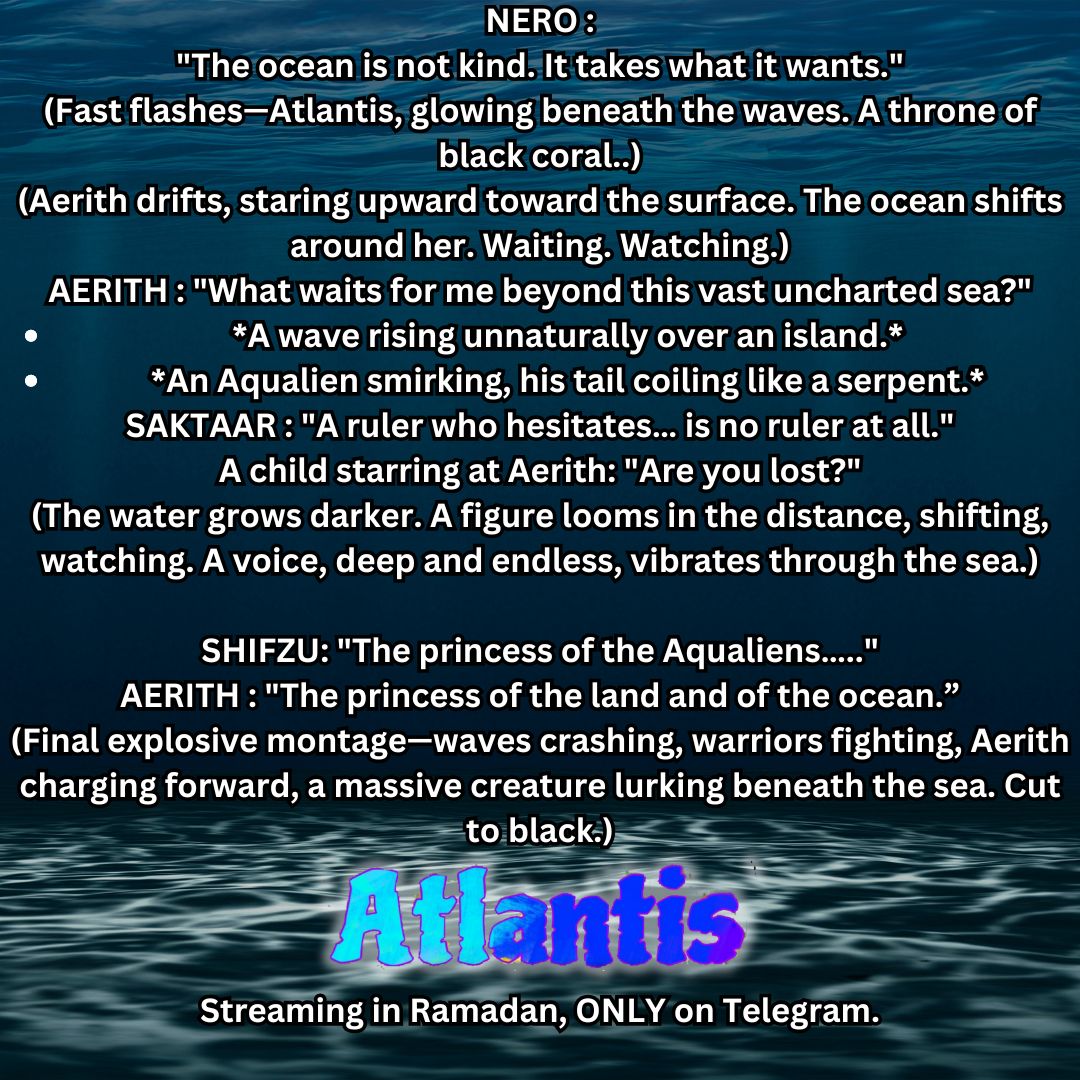 NERO :
"The ocean is not kind. It takes what it wants."
(Fast flashes—Atlantis, glowing beneath the waves. A throne of
black coral..)
(Aerith drifts, staring upward toward the surface. The ocean shifts
around her. Waiting. Watching.)
AERITH : "What waits for me beyond this vast uncharted sea?"
• *A wave rising unnaturally over an island.*
• *An Aqualien smirking, his tail coiling like a serpent.*
SAKTAAR : "A ruler who hesitates... is no ruler at all."
A child starring at Aerith: "Are you lost?"
(The water grows darker. A figure looms in the distance, shifting,
watching. A voice, deep and endless, vibrates through the sea.)
SHIFZU: "The princess of the Aqualiens....."
AERITH : "The princess of the land and of the ocean.”
(Final explosive montage—waves crashing, warriors fighting, Aerith
charging forward, a massive creature lurking beneath the sea. Cut
to black.)
Atlantis
Streaming in Ramadan, ONLY on Telegram.